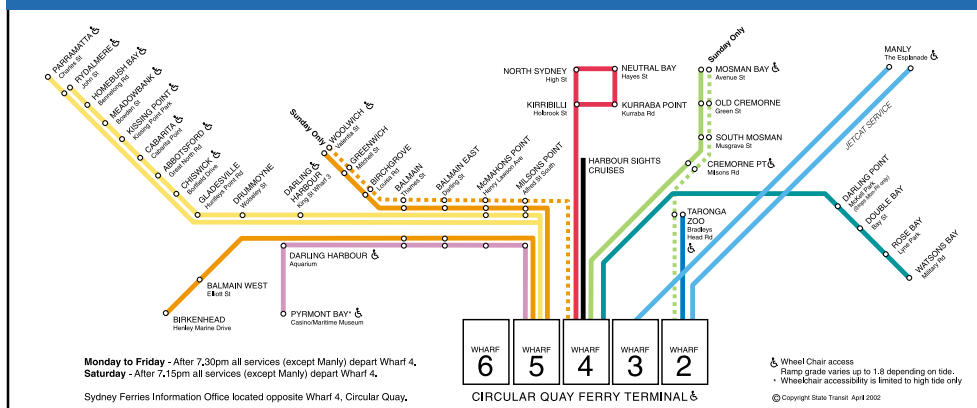 PARRAMATTA
Charles St
RYDALMERE
John St
HOMEBUSH BAY
Bennelong Rd
MEADOWBANK
Bowden St
KISSING POINT
Kissing Point Park
CABARITA
Cabarita Point
ABBOTSFORD
Great North Rd
CHISWICK
Bortfield Drive
GLADESVILLE
Huntleys Point Rd
DRUMMOYNE
Wolseley St
DARLING
HARBOUR
King St Wharf 3
Sunday Only
WOOLWICH
Valentia St
GREENWICH
Mitchell St
BIRCHGROVE
Louisa Rd
BALMAIN
Thames St
BALMAIN EAST
Darling St
McMAHONS POINT
Henry Lawson Ave
MILSONS POINT
Alfred St South
NORTH SYDNEY
High St
NEUTRAL BAY
Hayes St
KIRRIBILLI
Holbrook St
KURRABA POINT
Kurraba Rd
HARBOUR SIGHTS
CRUISES
Sunday Only
MOSMAN BAY
Avenue St
OLD CREMORNE
Green St
SOUTH MOSMAN
Musgrave St
CREMORNE PT
Milsons Rd
TARONGA
ZOO
Bradleys
Head Rd
MANLY
The Esplanade
JETCAT SERVICE
DARLING POINT
McKell Park
DOUBLE BAY
Bay St
ROSE BAY
Lyne Park
WATSONS BAY
Military Rd
DARLING HARBOUR
Aquarium
BALMAIN WEST
Elliott St
PYRMONT BAY*
Casino/Maritime Museum
BIRKENHEAD
Henley Marine Drive
WHARF
6
WHARF
5
WHARF
4
WHARF
3
WHARF
2
CIRCULAR QUAY FERRY TERMINAL
Monday to Friday - After 7.30pm all services (except Manly) depart Wharf 4.
Saturday - After 7.15pm all services (except Manly) depart Wharf 4.
Sydney Ferries Information Office located opposite Wharf 4, Circular Quay.
Wheel Chair access
Ramp grade varies up to 1.8 depending on tide.
* Wheelchair accessibility is limited to high tide only
© Copyright State Transit April 2002